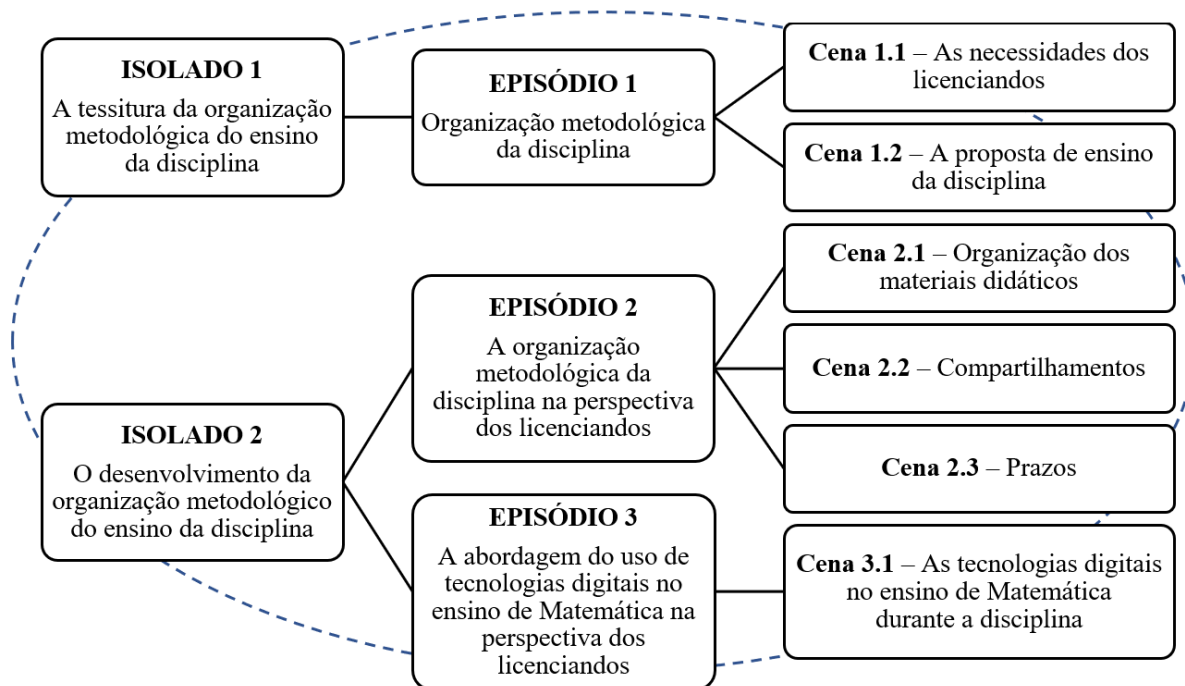 ISOLADO 1
A tessitura da organização
metodológica do ensino
da disciplina
EPISÓDIO 1
Organização metodológica
da disciplina
Cena 1.1 – As necessidades dos
licenciandos
Cena 1.2 – A proposta de ensino
da disciplina
ISOLADO 2
O desenvolvimento da
organização metodológico
do ensino da disciplina
EPISÓDIO 2
A organização
metodológica da
disciplina na perspectiva
dos licenciandos
Cena 2.1 – Organização dos
materiais didáticos
Cena 2.2 – Compartilhamentos
Cena 2.3 – Prazos
EPISÓDIO 3
A abordagem do uso de
tecnologias digitais no
ensino de Matemática na
perspectiva dos
licenciandos
Cena 3.1 – As tecnologias digitais
no ensino de Matemática
durante a disciplina